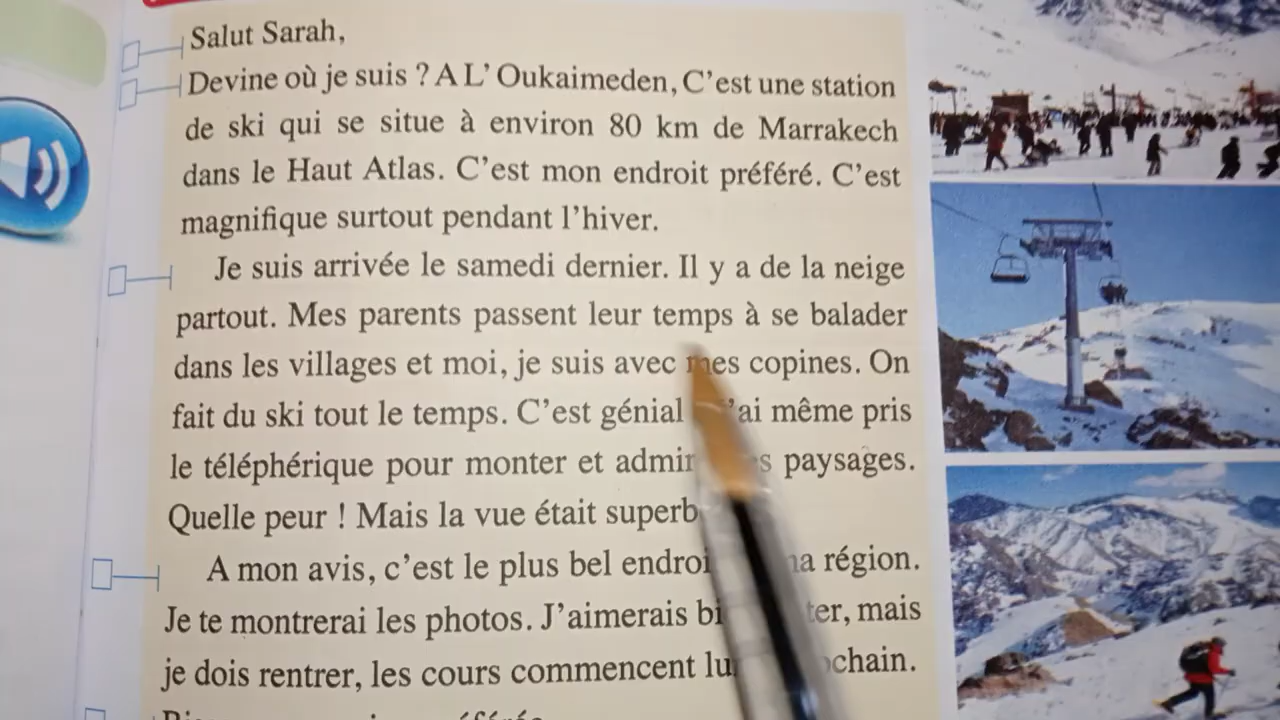 Salut Sarah,
Devine où je suis ? A L' Oukaimeden, C'est une station
de ski qui se situe à environ 80 km de Marrakech
dans le Haut Atlas. C'est mon endroit préféré. C'est
magnifique surtout pendant l'hiver.
Je suis arrivée le samedi dernier. Il y a de la neige
partout. Mes parents passent leur temps à se balader
dans les villages et moi, je suis avec mes copines. On
fait du ski tout le temps. C'est génial j'ai même pris
le téléphérique pour monter et paysages.
Quelle peur ! Mais la vue était
A mon avis, c'est le plus bel région.
Je te montrerai les photos. J'aimerais mais
je dois rentrer, les cours commencent